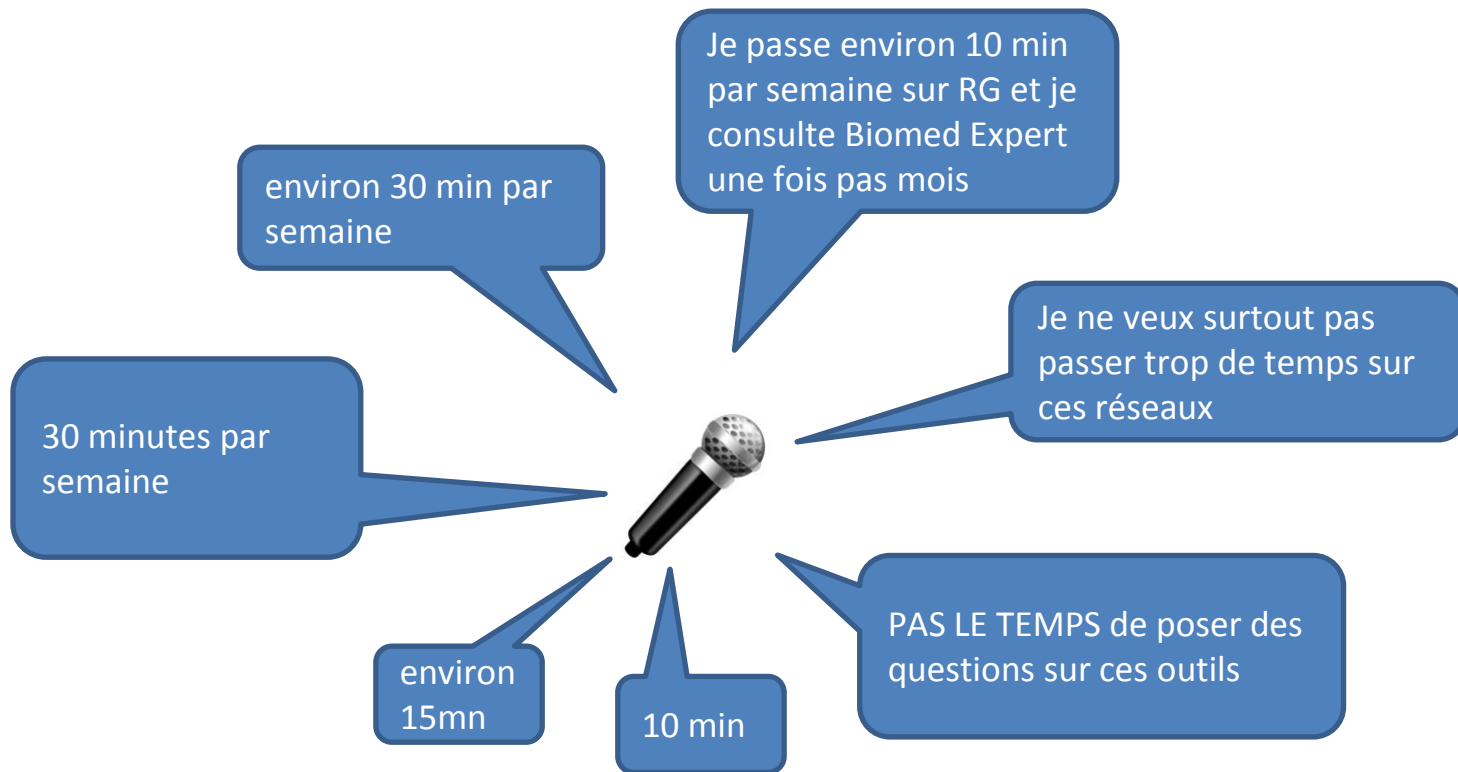 Je passe environ 10 min
par semaine sur RG et je
consulte Biomed Expert
une fois pas mois
environ 30 min par
semaine
Je ne veux surtout pas
passer trop de temps sur
ces réseaux
30 minutes par
semaine
PAS LE TEMPS de poser des
questions sur ces outils
environ
15mn
10 min